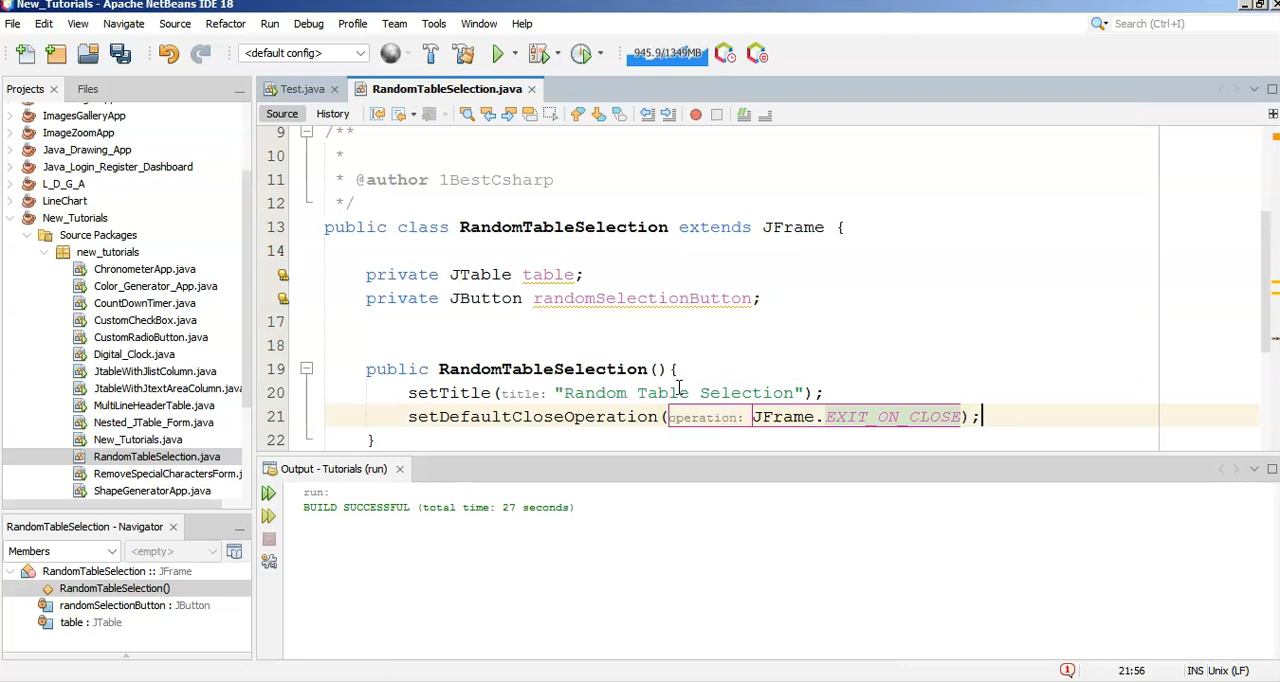 New_Tutorials - Apache NetBeans IDE 18
File Edit View Navigate Source Refactor Run Debug Profile Team Tools Window Help
Search (Ctrl+I)
<default config>
945.9/1349MB
Projects
Files
Test.java
RandomTableSelection.java
Source
History
ImagesGalleryApp
ImageZoomApp
Java_Drawing_App
Java_Login_Register_Dashboard
L_D_G_A
LineChart
New_Tutorials
Source Packages
new_tutorials
ChronometerApp.java
Color_Generator_App.java
CountDownTimer.java
CustomCheckBox.java
CustomRadioButton.java
Digital_Clock.java
JtableWithJlistColumn.java
JtableWithJtextAreaColumn.java
MultiLineHeaderTable.java
Nested_JTable_Form.java
New_Tutorials.java
RandomTableSelection.java
RemoveSpecialCharactersForm.j
ShapeGeneratorApp.java
9 /**
10 *
11 * @author 1BestCsharp
12 */
13 public class RandomTableSelection extends JFrame {
14
private JTable table;
private JButton randomSelectionButton;
17
18
19 public RandomTableSelection(){
20 setTitle(title: "Random Table Selection");
21 setDefaultCloseOperation(operation: JFrame.EXIT_ON_CLOSE);
22 }
Output - Tutorials (run)
run:
BUILD SUCCESSFUL (total time: 27 seconds)
RandomTableSelection - Navigator
Members
<empty>
RandomTableSelection :: JFrame
RandomTableSelection()
randomSelectionButton : JButton
table : JTable
1
21:56
INS
Unix (LF)